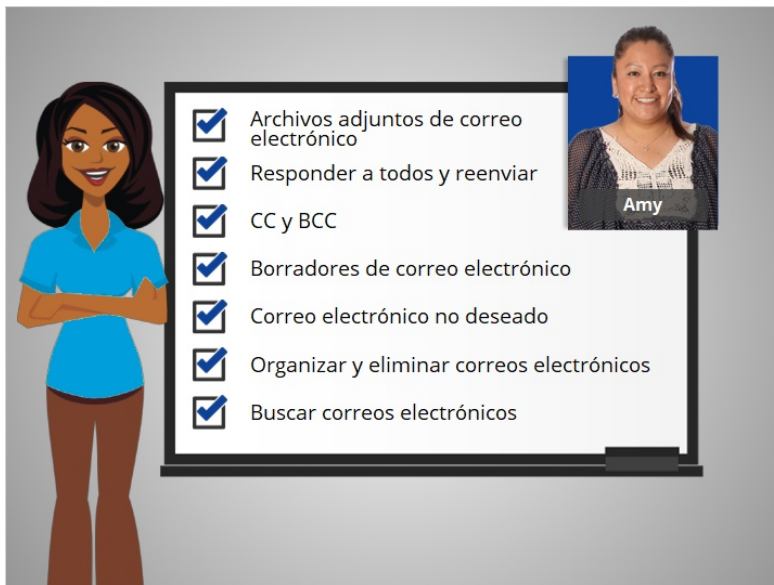 Archivos adjuntos de correo
electrónico
Responder a todos y reenviar
CC y BCC
Borradores de correo electrónico
Correo electrónico no deseado
Organizar y eliminar correos electrónicos
Buscar correos electrónicos
Amy